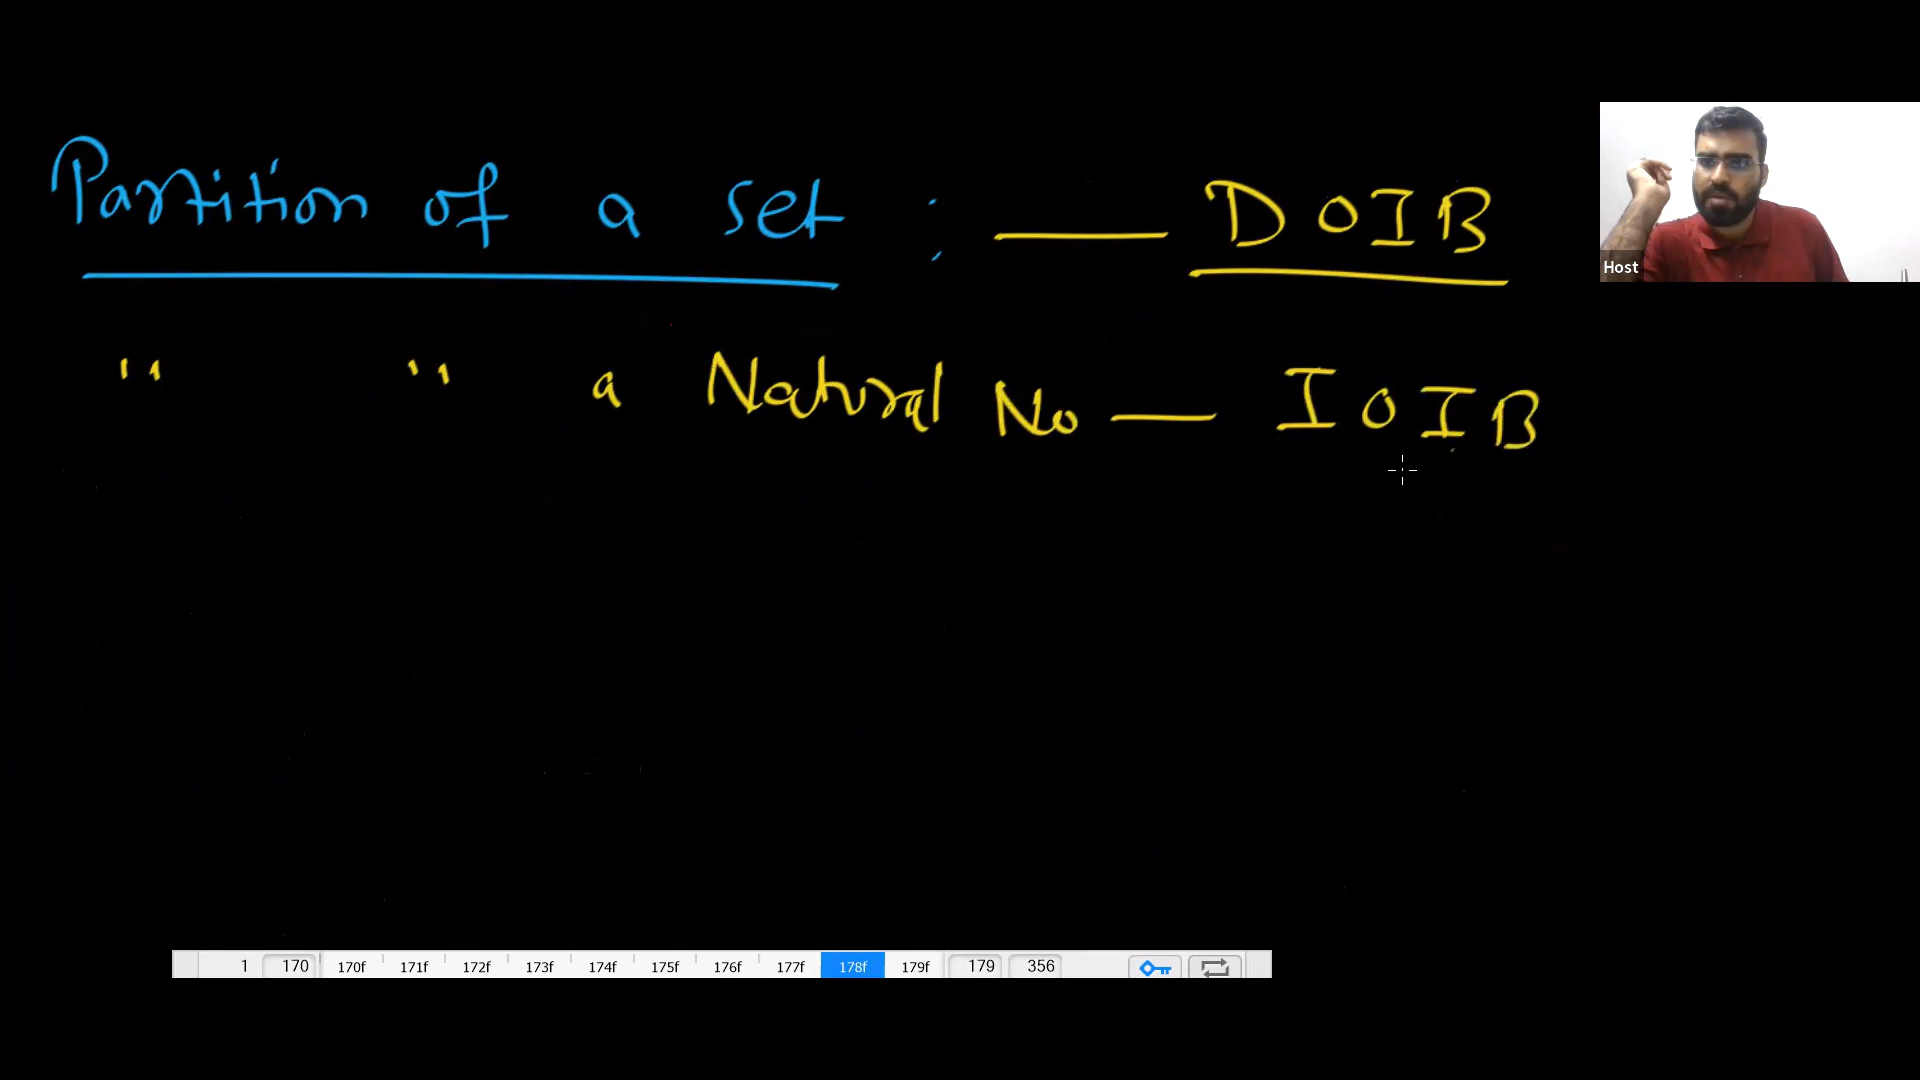 Partition of a set : — DOIB
Host
" " a Natural No — IOIB
1 170 170f 171f 172f 173f 174f 175f 176f 177f 178f 179f 179 356